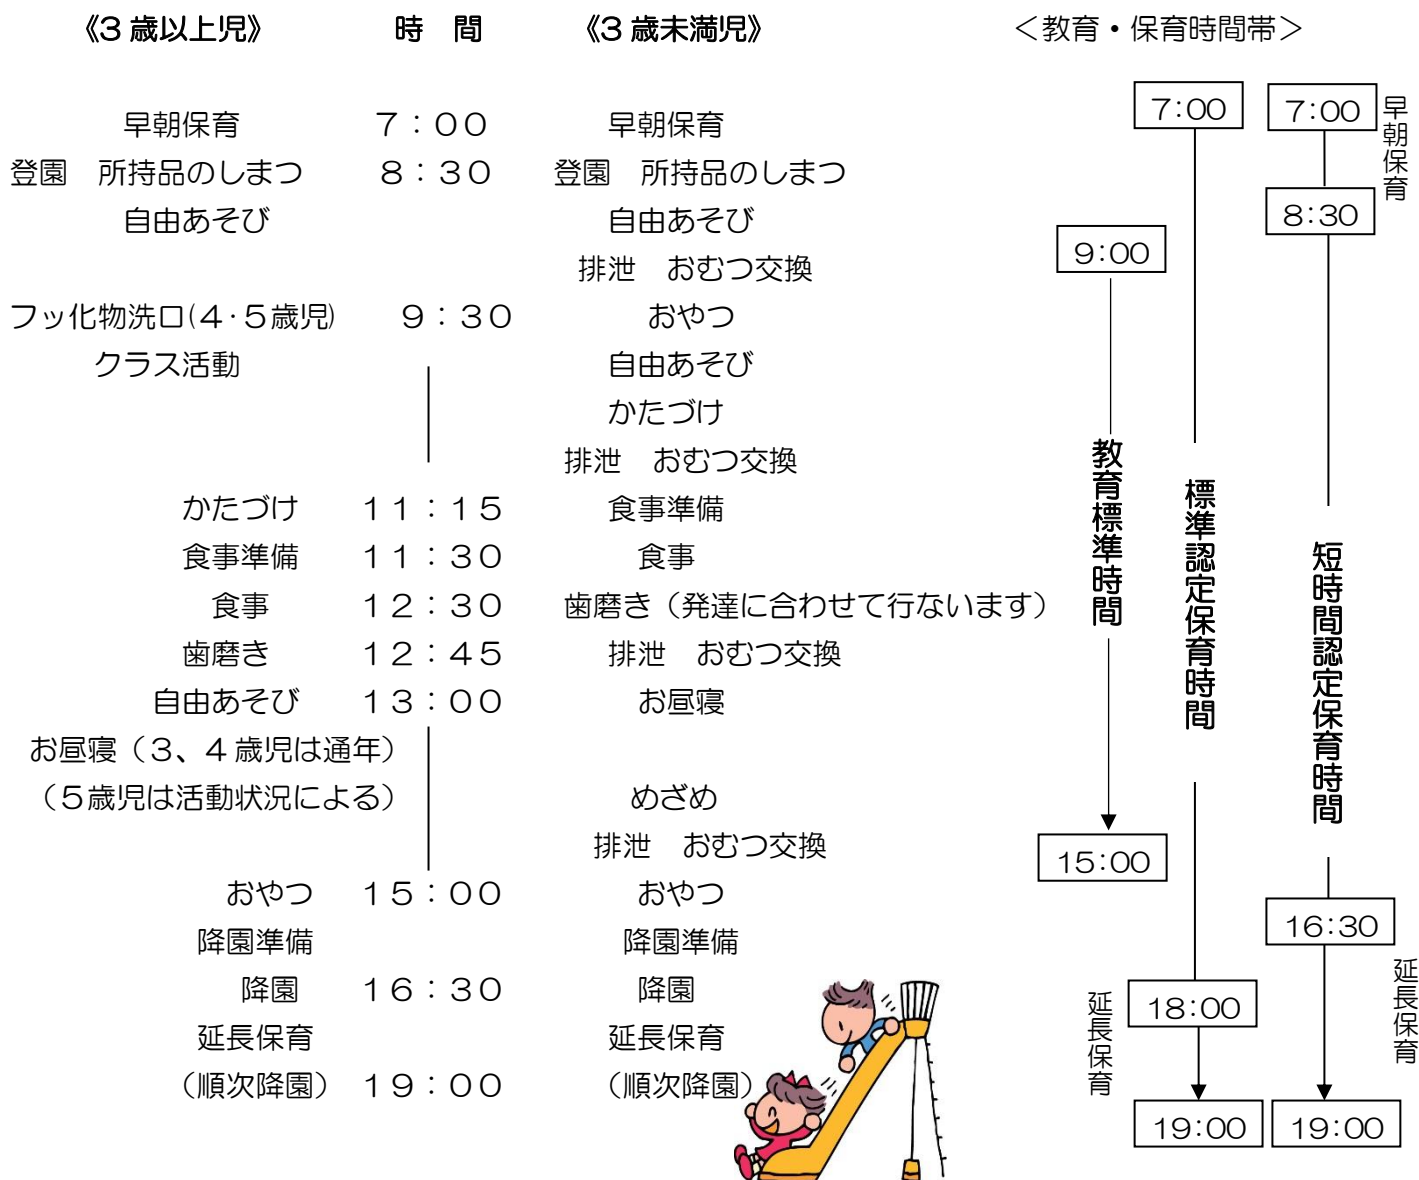 《3歳以上児》 時 間 《3歳未満児》 ＜教育・保育時間帯＞
早朝保育 ７：００ 早朝保育
登園 所持品のしまつ ８：３０ 登園 所持品のしまつ
自由あそび 自由あそび
排泄 おむつ交換
フッ化物洗口(４･５歳児) ９：３０ おやつ
クラス活動 自由あそび
かたづけ
排泄 おむつ交換
かたづけ １１：１５ 食事準備
食事準備 １１：３０ 食事
食事 １２：３０ 歯磨き（発達に合わせて行ないます）
歯磨き １２：４５ 排泄 おむつ交換
自由あそび １３：００ お昼寝
お昼寝（３、４歳児は通年）
（５歳児は活動状況による） めざめ
排泄 おむつ交換
おやつ １５：００ おやつ
降園準備 降園準備
降園 １６：３０ 降園
延長保育 延長保育
（順次降園） １９：００ （順次降園）
9:00
教育標準時間
15:00
7:00
標準認定保育時間
18:00
延長保育
19:00
7:00
早朝保育
8:30
短時間認定保育時間
16:30
延長保育
19:00